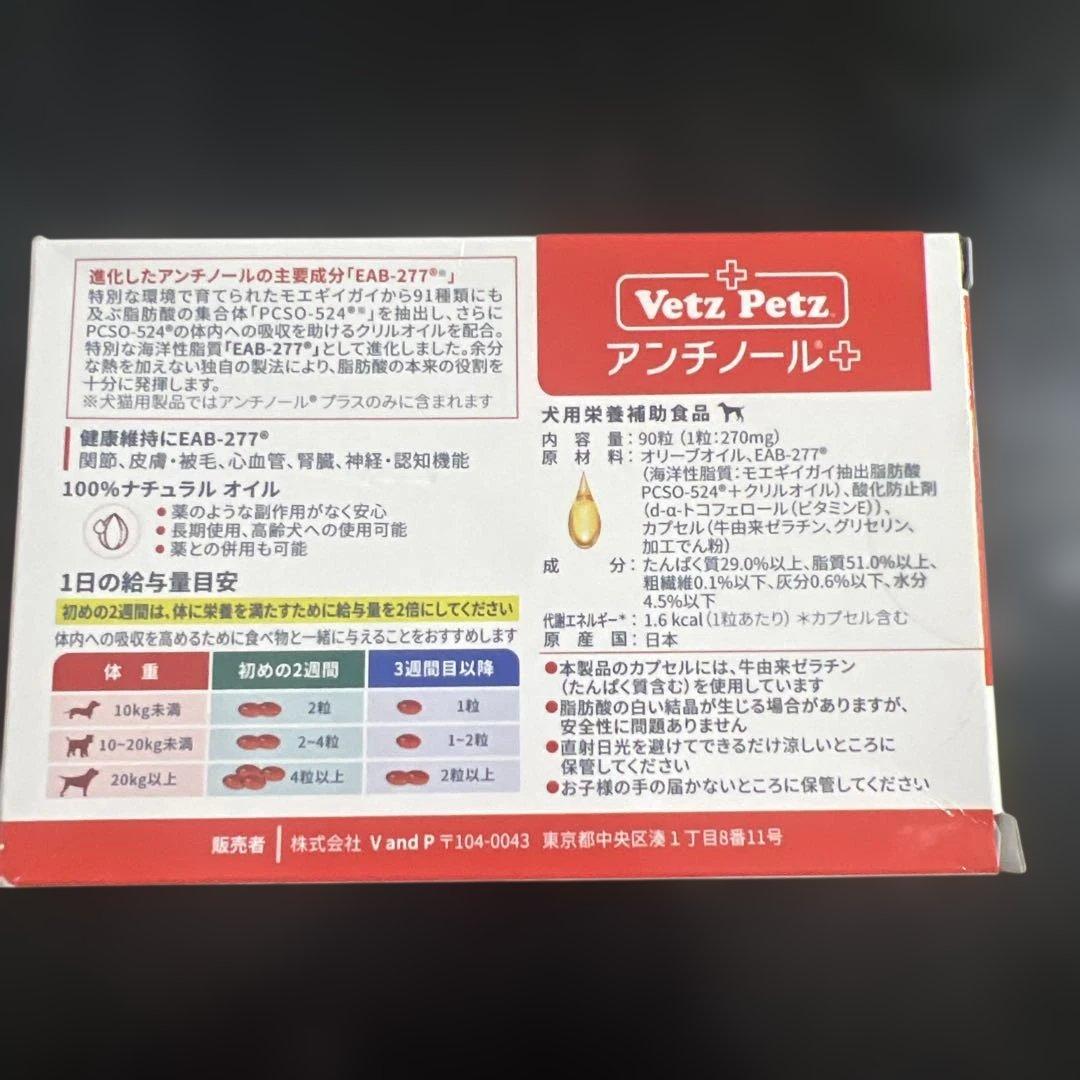 進化したアンチノールの主要成分「EAB-277®※」
特別な環境で育てられたモエギイガイから91種類にも
及ぶ脂肪酸の集合体「PCSO-524®※」を抽出し、さらに
PCSO-524®の体内への吸収を助けるクリルオイルを配合。
特別な海洋性脂質「EAB-277®」として進化しました。余分
な熱を加えない独自の製法により、脂肪酸の本来の役割を
十分に発揮します。
※犬猫用製品ではアンチノール® プラスのみに含まれます
健康維持にEAB-277®
関節、皮膚・被毛、心血管、腎臓、神経・認知機能
100%ナチュラル オイル
●薬のような副作用がなく安心
●長期使用、高齢犬への使用可能
●薬との併用も可能
1日の給与量目安
初めの2週間は、体に栄養を満たすために給与量を2倍にしてください
体内への吸収を高めるために食べ物と一緒に与えることをおすすめします
体 重 初めの2週間 3週間目以降
10kg未満 2粒 1粒
10~20kg未満 2~4粒 1~2粒
20kg以上 4粒以上 2粒以上
Vetz Petz®
アンチノール®+
犬用栄養補助食品
内 容 量：90粒（1粒：270mg）
原 材 料：オリーブオイル、EAB-277®
（海洋性脂質：モエギイガイ抽出脂肪酸
PCSO-524®＋クリルオイル）、酸化防止剤
（d-α-トコフェロール（ビタミンE））、
カプセル（牛由来ゼラチン、グリセリン、
加工でん粉）
成 分：たんぱく質29.0%以上、脂質51.0%以上、
粗繊維0.1%以下、灰分0.6%以下、水分
4.5%以下
代謝エネルギー*：1.6 kcal（1粒あたり）＊カプセル含む
原 産 国：日本
●本製品のカプセルには、牛由来ゼラチン
（たんぱく質含む）を使用しています
●脂肪酸の白い結晶が生じる場合がありますが、
安全性に問題ありません
●直射日光を避けてできるだけ涼しいところに
保管してください
●お子様の手の届かないところに保管してください
販売者 株式会社 V and P 〒104-0043 東京都中央区湊１丁目8番11号